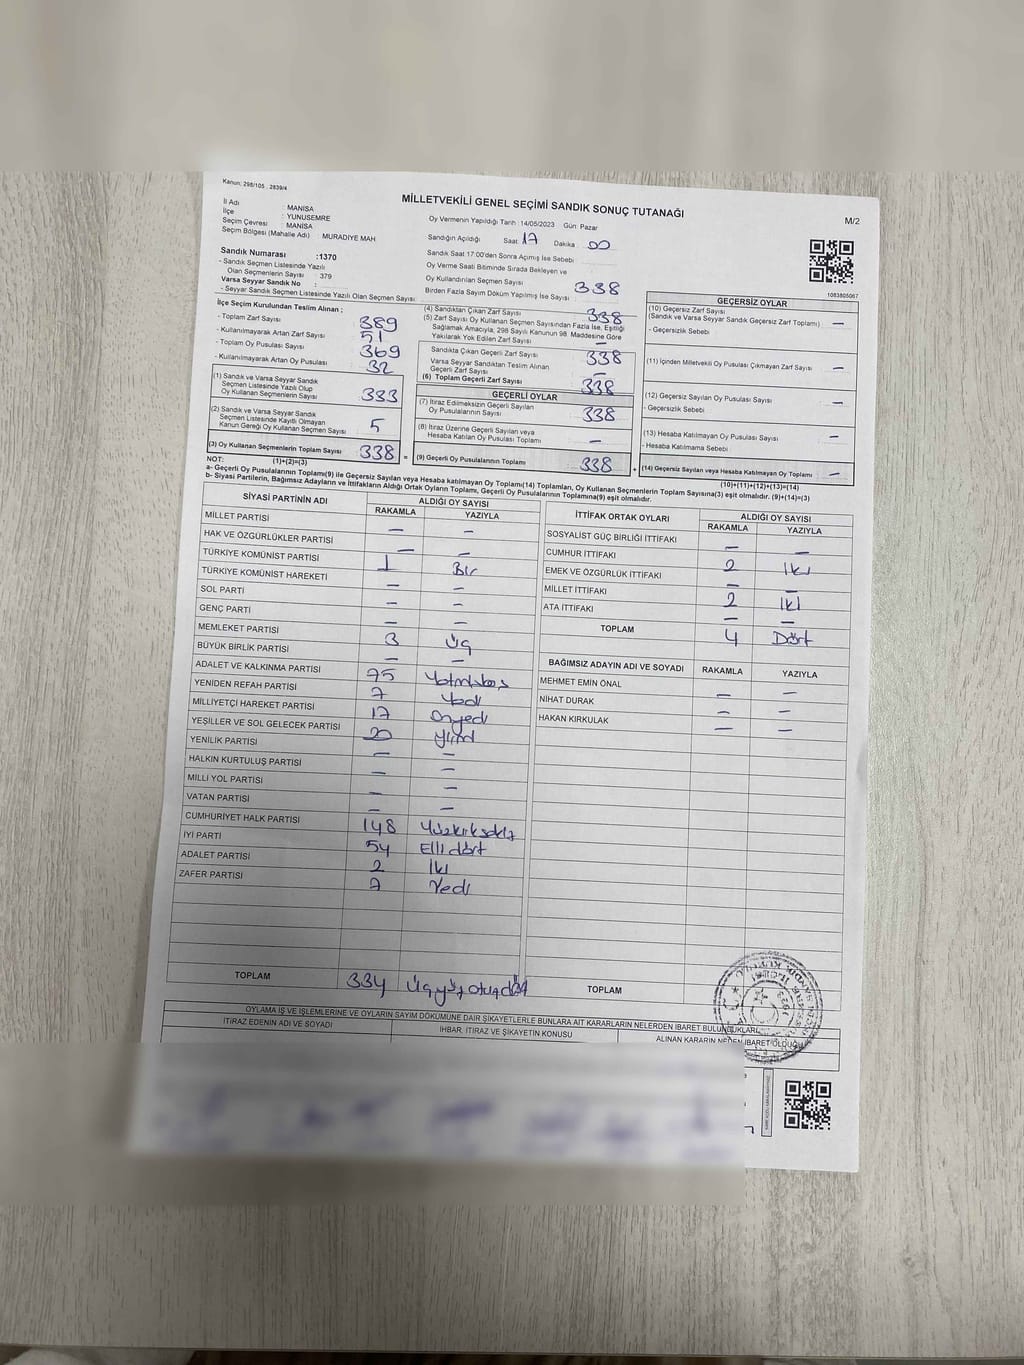 Kanun: 298/105 , 2839/4
MİLLETVEKİLİ GENEL SEÇİMİ SANDIK SONUÇ TUTANAĞI
M/2
İl Adı : MANİSA
İlçe : YUNUSEMRE
Seçim Çevresi : MANİSA
Seçim Bölgesi (Mahalle Adı) : MURADİYE MAH
Oy Vermenin Yapıldığı Tarih :14/05/2023 Gün: Pazar
Sandığın Açıldığı Saat 17 Dakika 00
Sandık Saat 17:00'den Sonra Açılmış İse Sebebi
Oy Verme Saati Bitiminde Sırada Bekleyen ve
Oy Kullandırılan Seçmen Sayısı 338
Birden Fazla Sayım Döküm Yapılmış İse Sayısı
Sandık Numarası :1370
- Sandık Seçmen Listesinde Yazılı
Olan Seçmenlerin Sayısı : 379
Varsa Seyyar Sandık No :
- Seyyar Sandık Seçmen Listesinde Yazılı Olan Seçmen Sayısı:
1083805067
İlçe Seçim Kurulundan Teslim Alınan ;
- Toplam Zarf Sayısı 389
- Kullanılmayarak Artan Zarf Sayısı 51
- Toplam Oy Pusulası Sayısı 369
- Kullanılmayarak Artan Oy Pusulası 32
(1) Sandık ve Varsa Seyyar Sandık
Seçmen Listesinde Yazılı Olup
Oy Kullanan Seçmenlerin Sayısı 333
(2) Sandık ve Varsa Seyyar Sandık
Seçmen Listesinde Kayıtlı Olmayan
Kanun Gereği Oy Kullanan Seçmen Sayısı 5
(3) Oy Kullanan Seçmenlerin Toplam Sayısı 338 =
(4) Sandıktan Çıkan Zarf Sayısı 338
(5) Zarf Sayısı Oy Kullanan Seçmen Sayısından Fazla İse, Eşitliği
Sağlamak Amacıyla, 298 Sayılı Kanunun 98. Maddesine Göre
Yakılarak Yok Edilen Zarf Sayısı –
Sandıkta Çıkan Geçerli Zarf Sayısı 338
Varsa Seyyar Sandıktan Teslim Alınan
Geçerli Zarf Sayısı –
(6) Toplam Geçerli Zarf Sayısı 338
GEÇERLİ OYLAR
(7) İtiraz Edilmeksizin Geçerli Sayılan
Oy Pusulalarının Sayısı 338
(8) İtiraz Üzerine Geçerli Sayılan veya
Hesaba Katılan Oy Pusulası Toplamı –
(9) Geçerli Oy Pusulalarının Toplamı 338 +
GEÇERSİZ OYLAR
(10) Geçersiz Zarf Sayısı
(Sandık ve Varsa Seyyar Sandık Geçersiz Zarf Toplamı) –
- Geçersizlik Sebebi
(11) İçinden Milletvekili Oy Pusulası Çıkmayan Zarf Sayısı –
(12) Geçersiz Sayılan Oy Pusulası Sayısı –
- Geçersizlik Sebebi
(13) Hesaba Katılmayan Oy Pusulası Sayısı –
- Hesaba Katılmama Sebebi
(14) Geçersiz Sayılan veya Hesaba Katılmayan Oy Toplamı –
NOT: (1)+(2)=(3)
(10)+(11)+(12)+(13)=(14)
a- Geçerli Oy Pusulalarının Toplamı(9) ile Geçersiz Sayılan veya Hesaba katılmayan Oy Toplamı(14) Toplamları, Oy Kullanan Seçmenlerin Toplam Sayısına(3) eşit olmalıdır. (9)+(14)=(3)
b- Siyasi Partilerin, Bağımsız Adayların ve İttifakların Aldığı Ortak Oyların Toplamı, Geçerli Oy Pusulalarının Toplamına(9) eşit olmalıdır.
SİYASİ PARTİNİN ADI ALDIĞI OY SAYISI
RAKAMLA YAZIYLA
MİLLET PARTİSİ – –
HAK VE ÖZGÜRLÜKLER PARTİSİ – –
TÜRKİYE KOMÜNİST PARTİSİ 1 Bir
TÜRKİYE KOMÜNİST HAREKETİ – –
SOL PARTİ – –
GENÇ PARTİ – –
MEMLEKET PARTİSİ 3 Üç
BÜYÜK BİRLİK PARTİSİ – –
ADALET VE KALKINMA PARTİSİ 75 Yetmişbeş
YENİDEN REFAH PARTİSİ 7 Yedi
MİLLİYETÇİ HAREKET PARTİSİ 17 Onyedi
YEŞİLLER VE SOL GELECEK PARTİSİ 20 Yirmi
YENİLİK PARTİSİ – –
HALKIN KURTULUŞ PARTİSİ – –
MİLLİ YOL PARTİSİ – –
VATAN PARTİSİ – –
CUMHURİYET HALK PARTİSİ 148 Yüzkırksekiz
İYİ PARTİ 54 Elli dört
ADALET PARTİSİ 2 İki
ZAFER PARTİSİ 7 Yedi
TOPLAM 334 Üçyüz otuzdört
İTTİFAK ORTAK OYLARI ALDIĞI OY SAYISI
RAKAMLA YAZIYLA
SOSYALİST GÜÇ BİRLİĞİ İTTİFAKI – –
CUMHUR İTTİFAKI 2 İki
EMEK VE ÖZGÜRLÜK İTTİFAKI – –
MİLLET İTTİFAKI 2 İki
ATA İTTİFAKI – –
TOPLAM 4 Dört
BAĞIMSIZ ADAYIN ADI VE SOYADI RAKAMLA YAZIYLA
MEHMET EMİN ÖNAL – –
NİHAT DURAK – –
HAKAN KIRKULAK – –
TOPLAM
OYLAMA İŞ VE İŞLEMLERİNE VE OYLARIN SAYIM DÖKÜMÜNE DAİR ŞİKAYETLERLE BUNLARA AİT KARARLARIN NELERDEN İBARET BULUNDUKLARI
İTİRAZ EDENİN ADI VE SOYADI İHBAR, İTİRAZ VE ŞİKAYETİN KONUSU ALINAN KARARIN NEDEN İBARET OLDUĞU